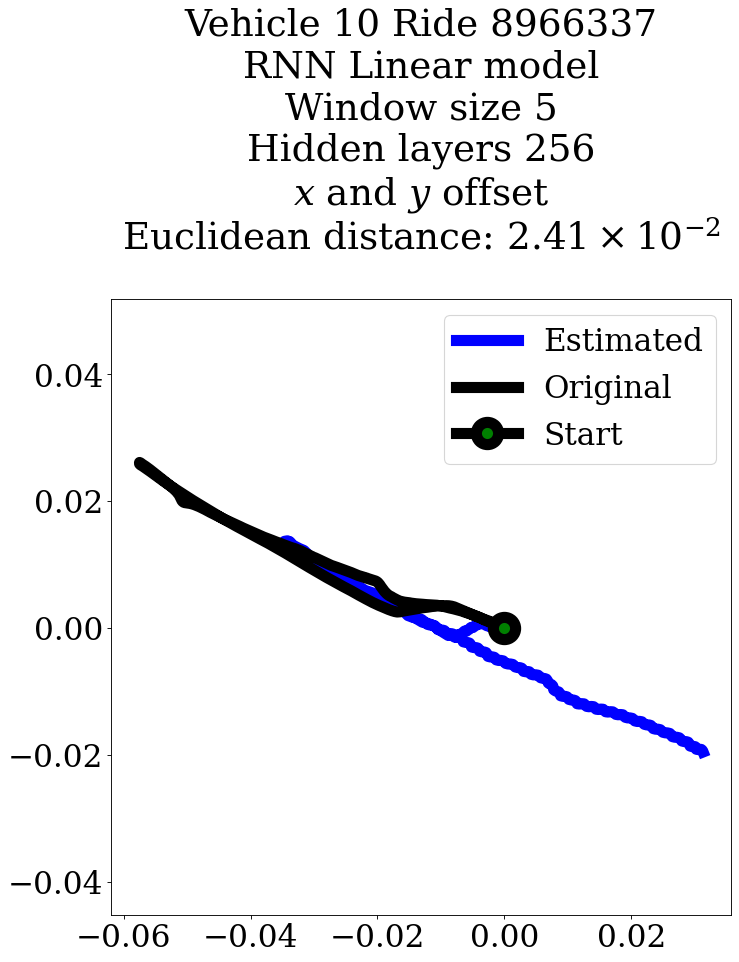 Vehicle 10 Ride 8966337
RNN Linear model
Window size 5
Hidden layers 256
x and y offset
Euclidean distance: 2.41 × 10⁻²
Estimated
Original
Start
0.04
0.02
0.00
−0.02
−0.04
−0.06 −0.04 −0.02 0.00 0.02